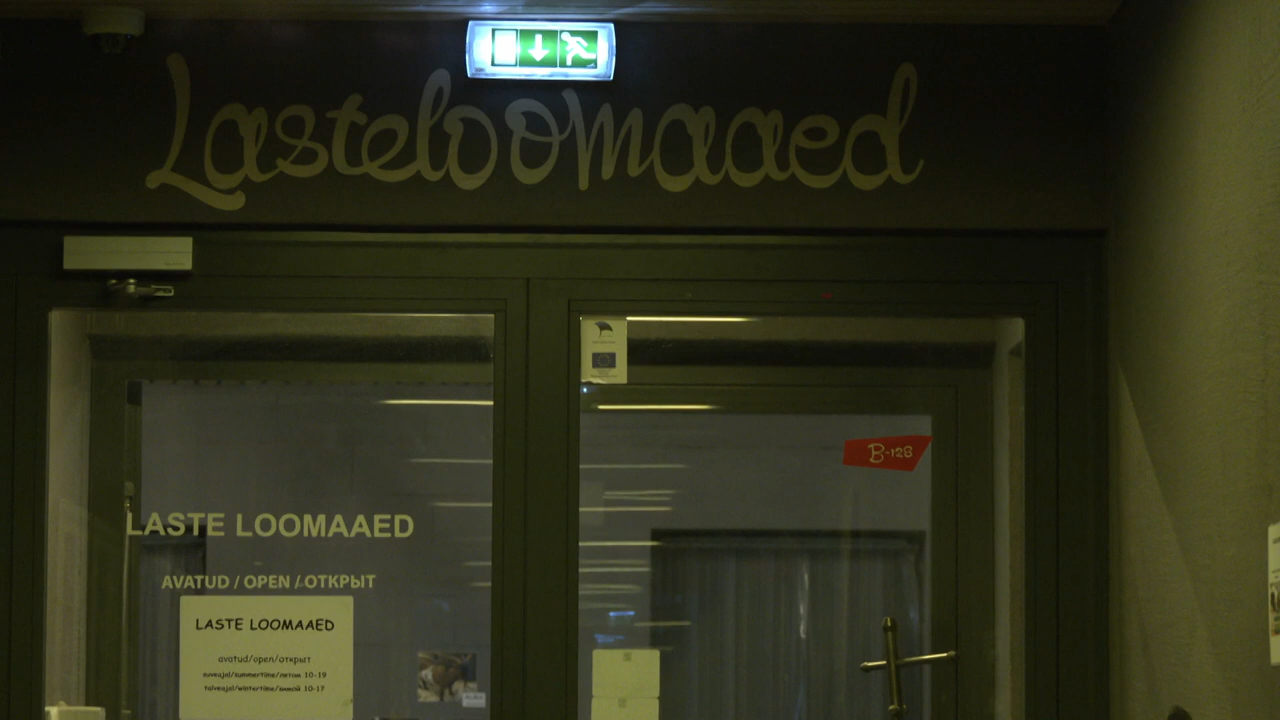 Lasteloomaaed
B-128
LASTE LOOMAAED
AVATUD / OPEN / ОТКРЫТ
LASTE LOOMAAED
avatud/open/открыт
suveajal/summertime/летом 10-19
talveajal/wintertime/зимой 10-17